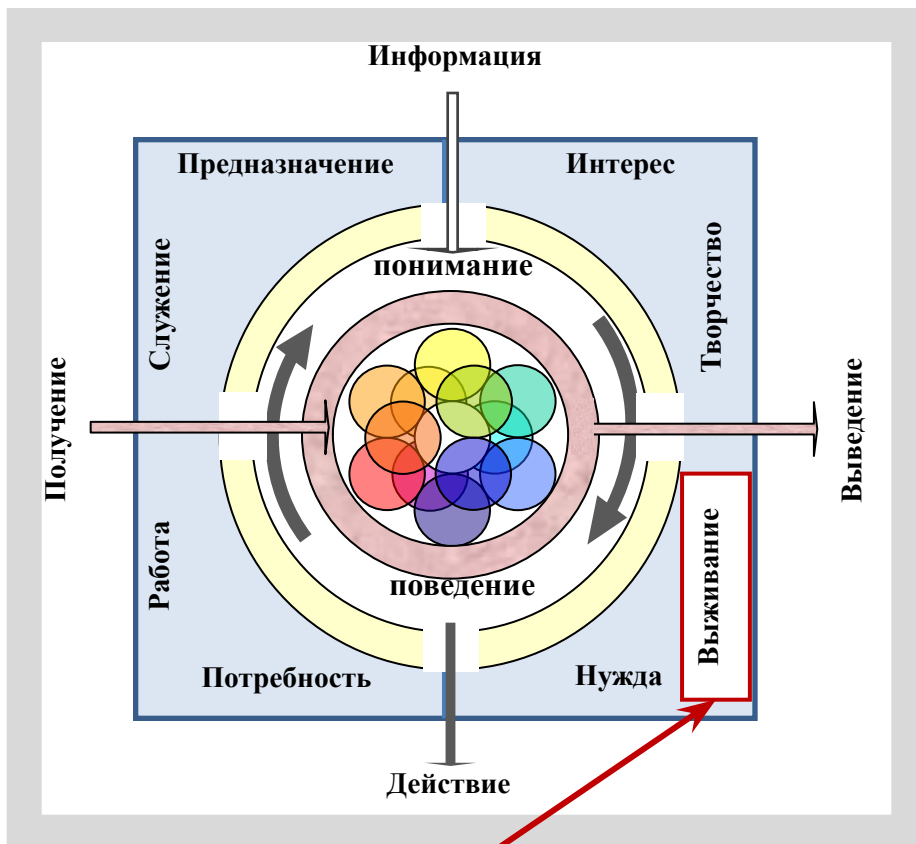 Информация
Предназначение
Интерес
понимание
Служение
Творчество
Получение
Выведение
Работа
поведение
Выживание
Потребность
Нужда
Действие